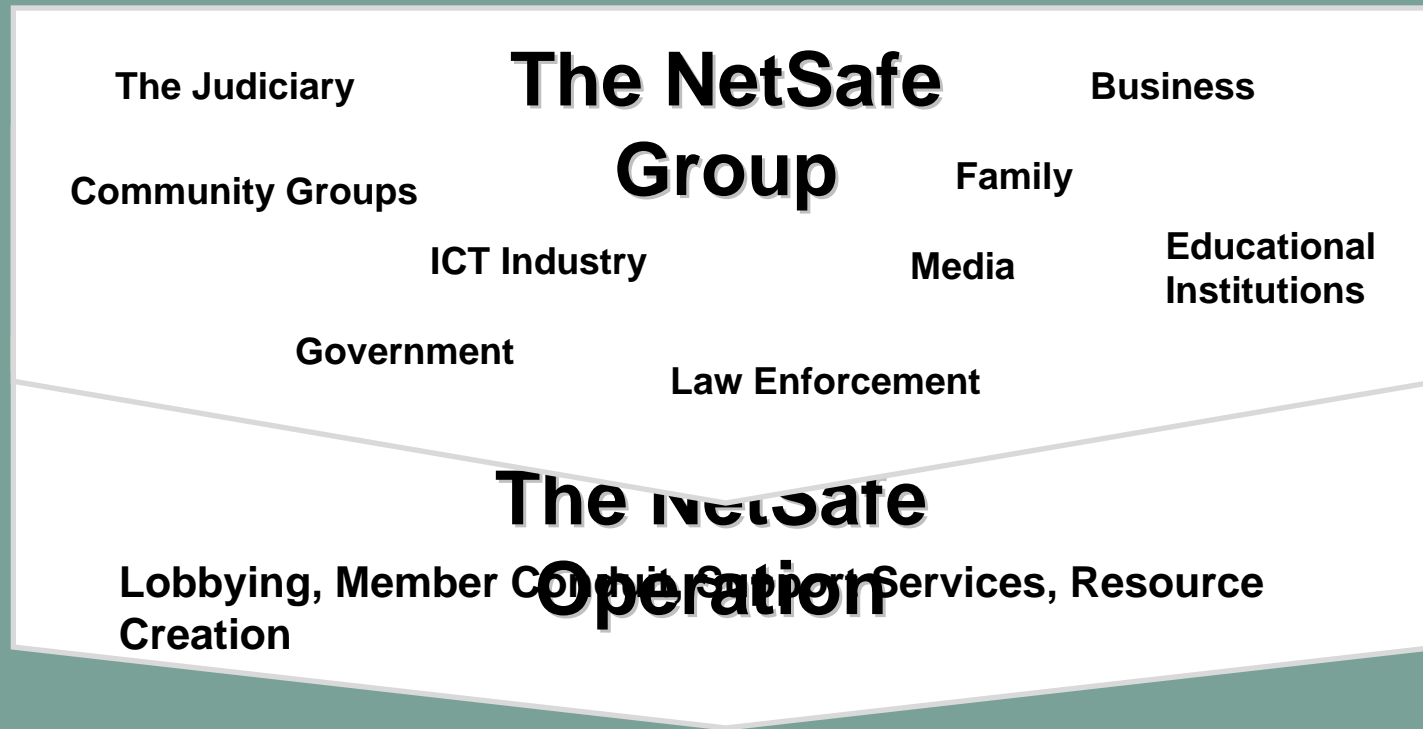 The NetSafe
Group
The Judiciary
Business
Community Groups
Family
ICT Industry
Media
Educational
Institutions
Government
Law Enforcement
The NetSafe
Operation
Lobbying, Member Conduit, Support Services, Resource
Creation